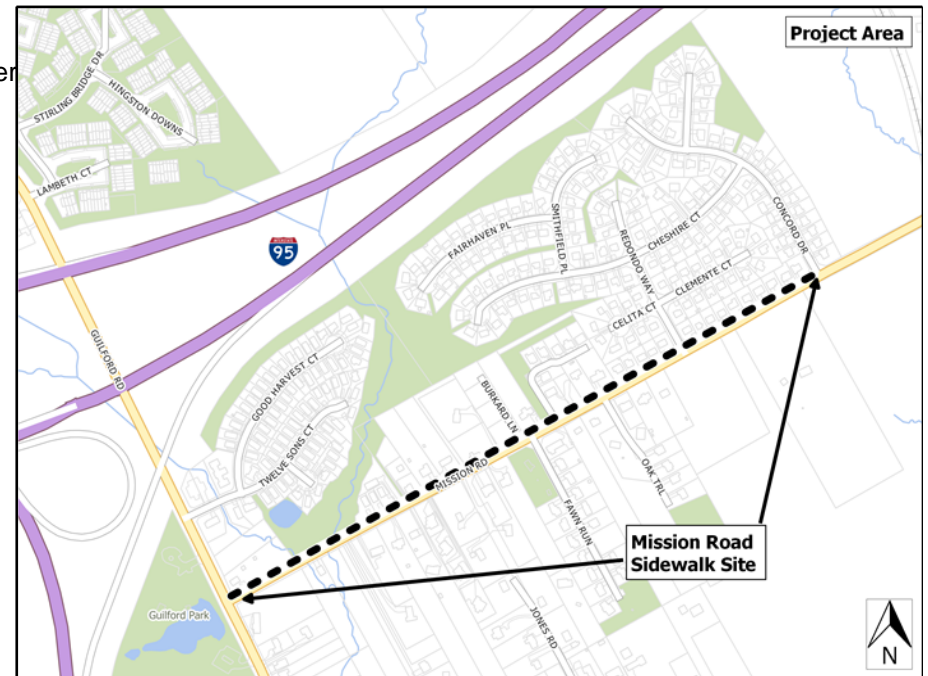 Project Area
er
STIRLING BRIDGE DR
HINGSTON DOWNS
LAMBETH CT
95
FAIRHAVEN PL
SMITHFIELD PL
REDONDO WAY
CHESHIRE CT
CONCORD DR
CLEMENTE CT
CELITA CT
GUILFORD RD
GOOD HARVEST CT
TWELVE SONS CT
BURKARD LN
MISSION RD
OAK TRL
FAWN RUN
Mission Road
Sidewalk Site
JONES RD
Guilford Park
N